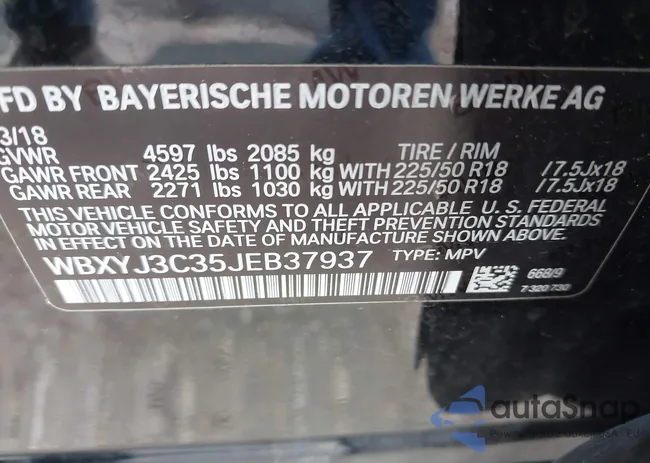 FD BY BAYERISCHE MOTOREN WERKE AG
3/18
GVWR 4597 lbs 2085 kg TIRE / RIM
GAWR FRONT 2425 lbs 1100 kg WITH 225/50 R18 /7.5Jx18
GAWR REAR 2271 lbs 1030 kg WITH 225/50 R18 /7.5Jx18
THIS VEHICLE CONFORMS TO ALL APPLICABLE U. S. FEDERAL
MOTOR VEHICLE SAFETY AND THEFT PREVENTION STANDARDS
IN EFFECT ON THE DATE OF MANUFACTURE SHOWN ABOVE.
WBXYJ3C35JEB37937 TYPE: MPV
668/9
7 320 730
autoSnap